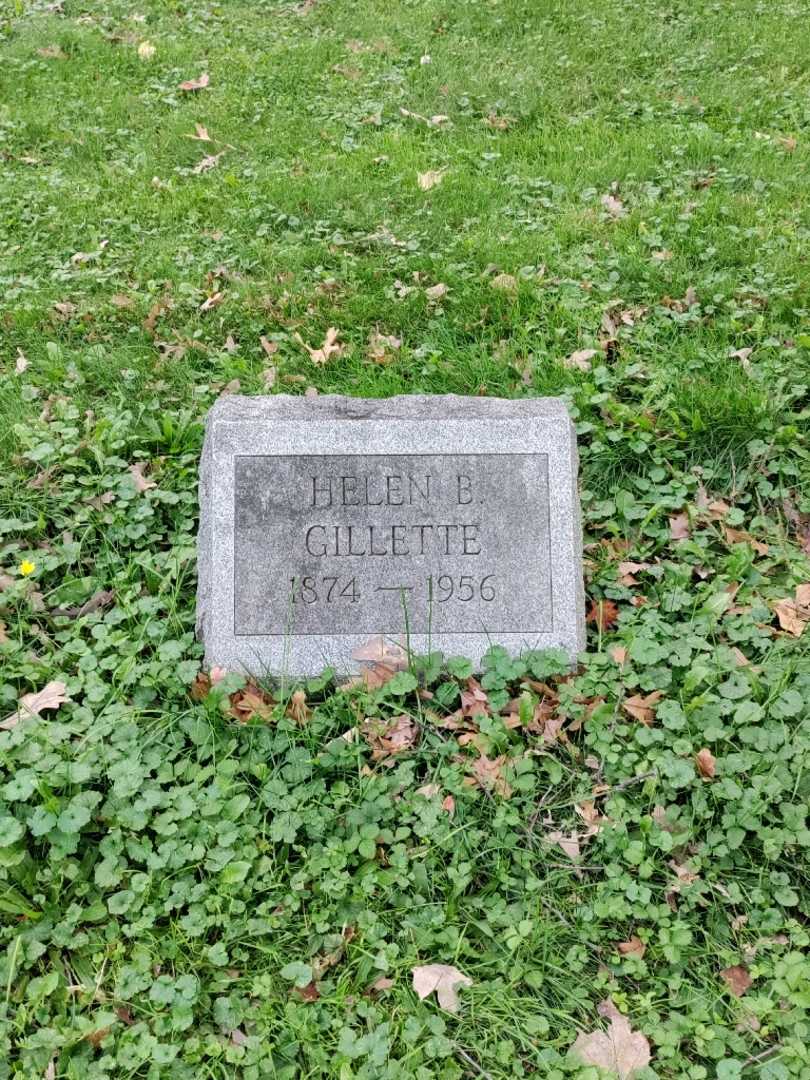 HELEN B.
GILLETTE
1874 — 1956